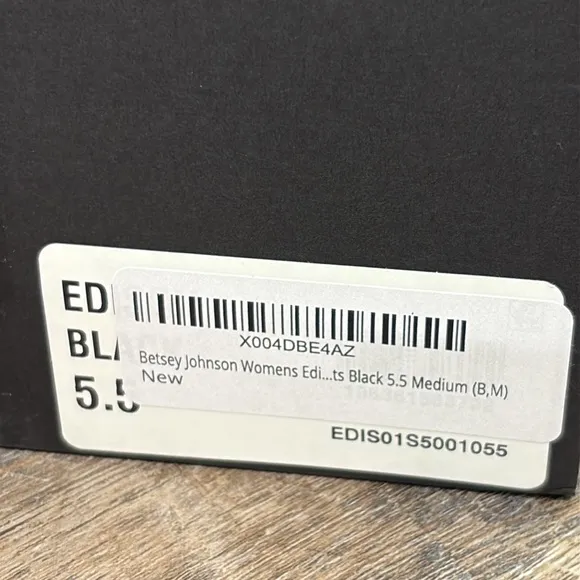 ED
BLA
5.5
X004DBE4AZ
Betsey Johnson Womens Edi...ts Black 5.5 Medium (B,M)
New
EDIS01S5001055